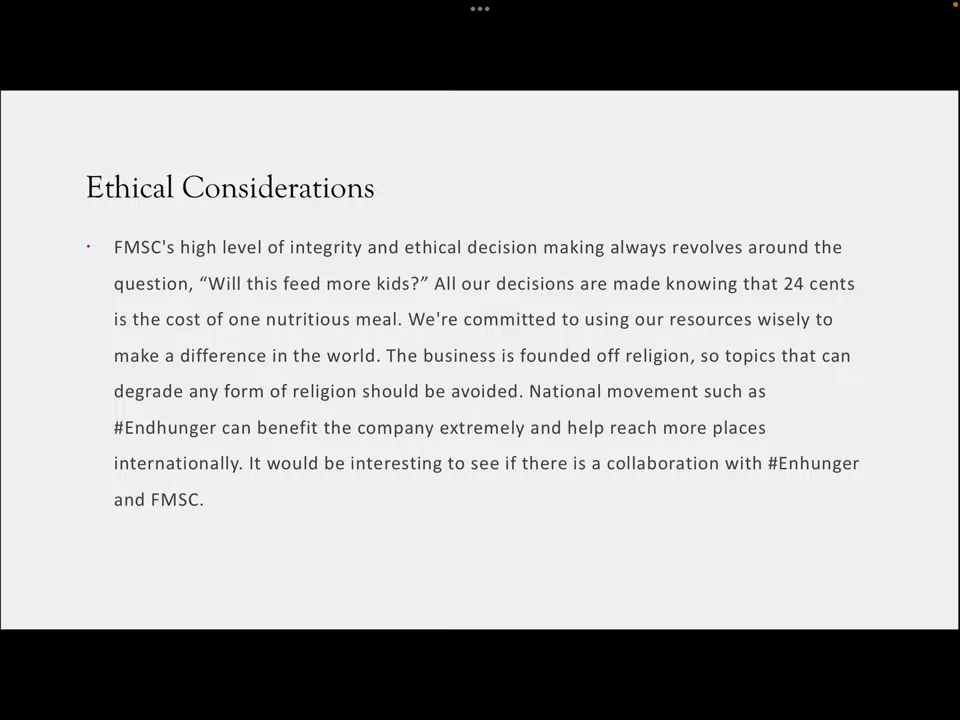 Ethical Considerations
FMSC's high level of integrity and ethical decision making always revolves around the
question, “Will this feed more kids?” All our decisions are made knowing that 24 cents
is the cost of one nutritious meal. We're committed to using our resources wisely to
make a difference in the world. The business is founded off religion, so topics that can
degrade any form of religion should be avoided. National movement such as
#Endhunger can benefit the company extremely and help reach more places
internationally. It would be interesting to see if there is a collaboration with #Enhunger
and FMSC.